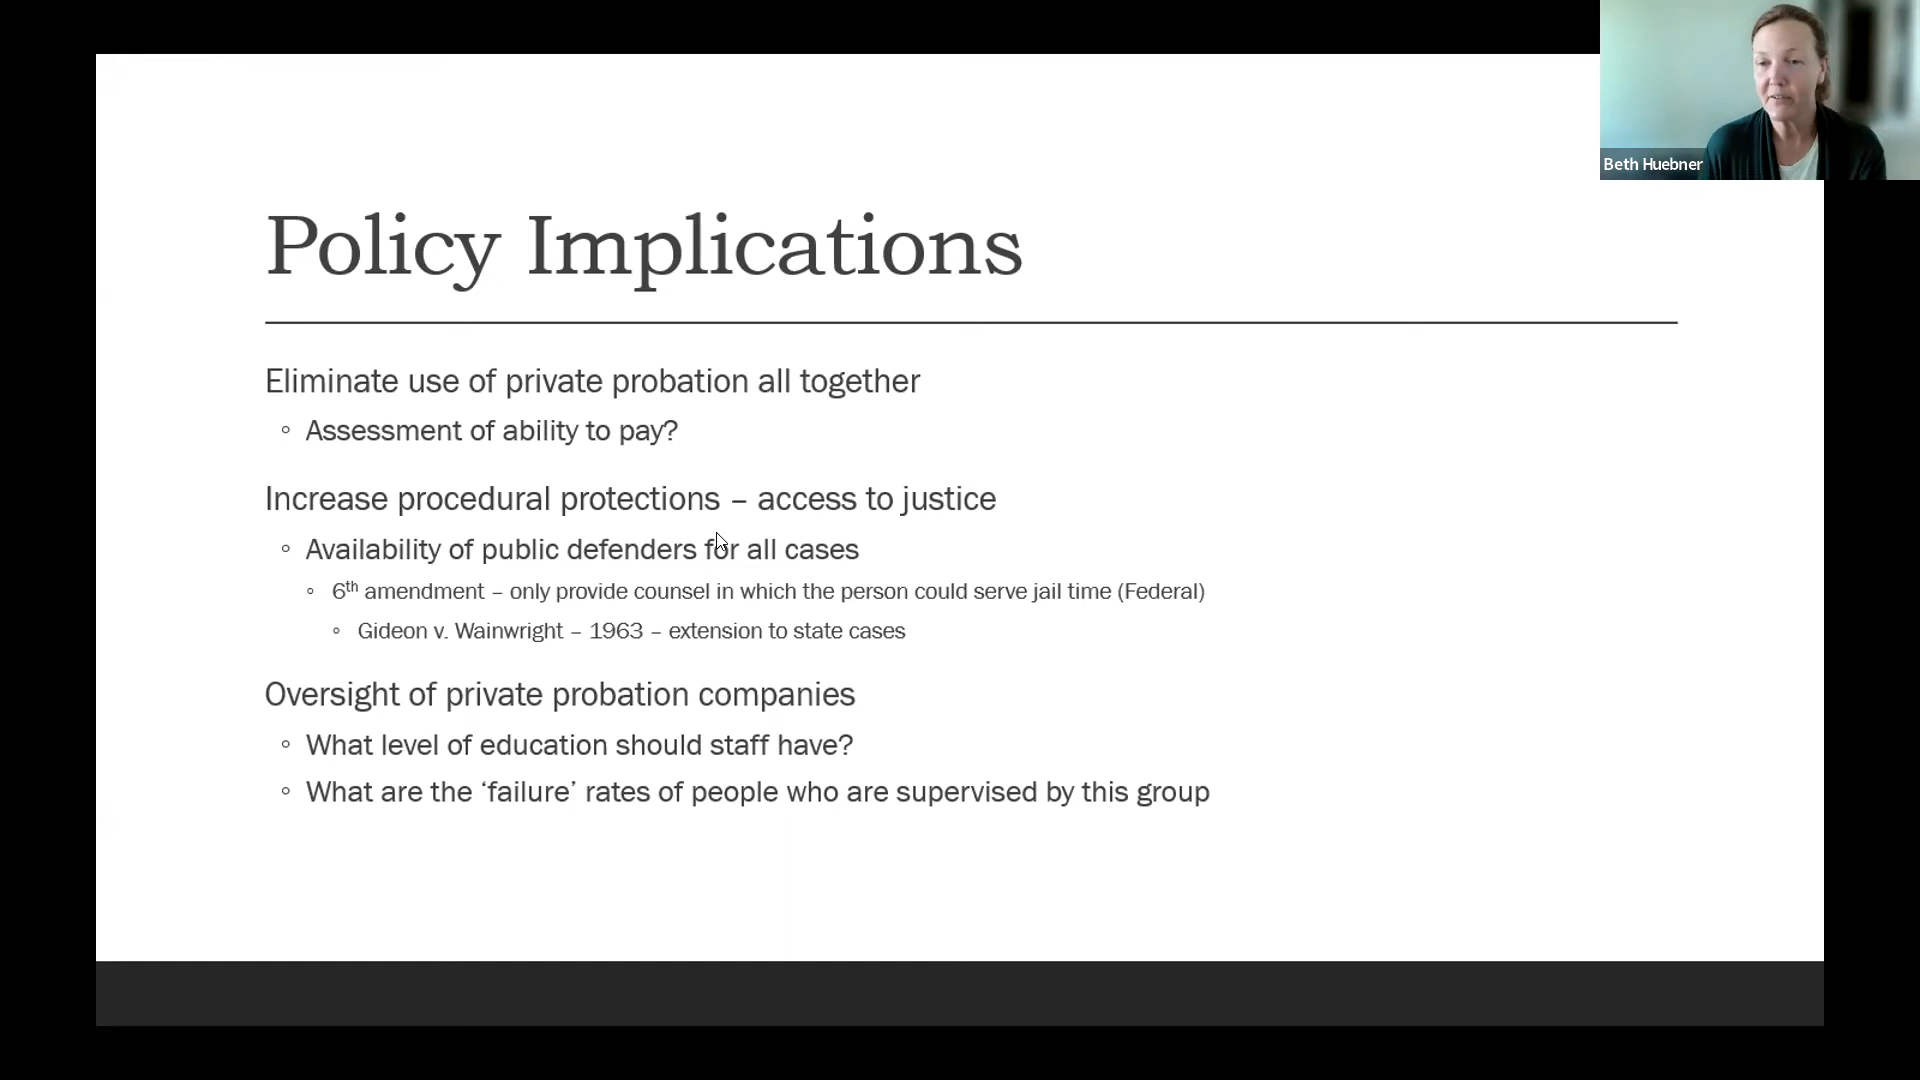 Beth Huebner
Policy Implications
Eliminate use of private probation all together
◦ Assessment of ability to pay?
Increase procedural protections – access to justice
◦ Availability of public defenders for all cases
◦ 6th amendment – only provide counsel in which the person could serve jail time (Federal)
◦ Gideon v. Wainwright – 1963 – extension to state cases
Oversight of private probation companies
◦ What level of education should staff have?
◦ What are the ‘failure’ rates of people who are supervised by this group